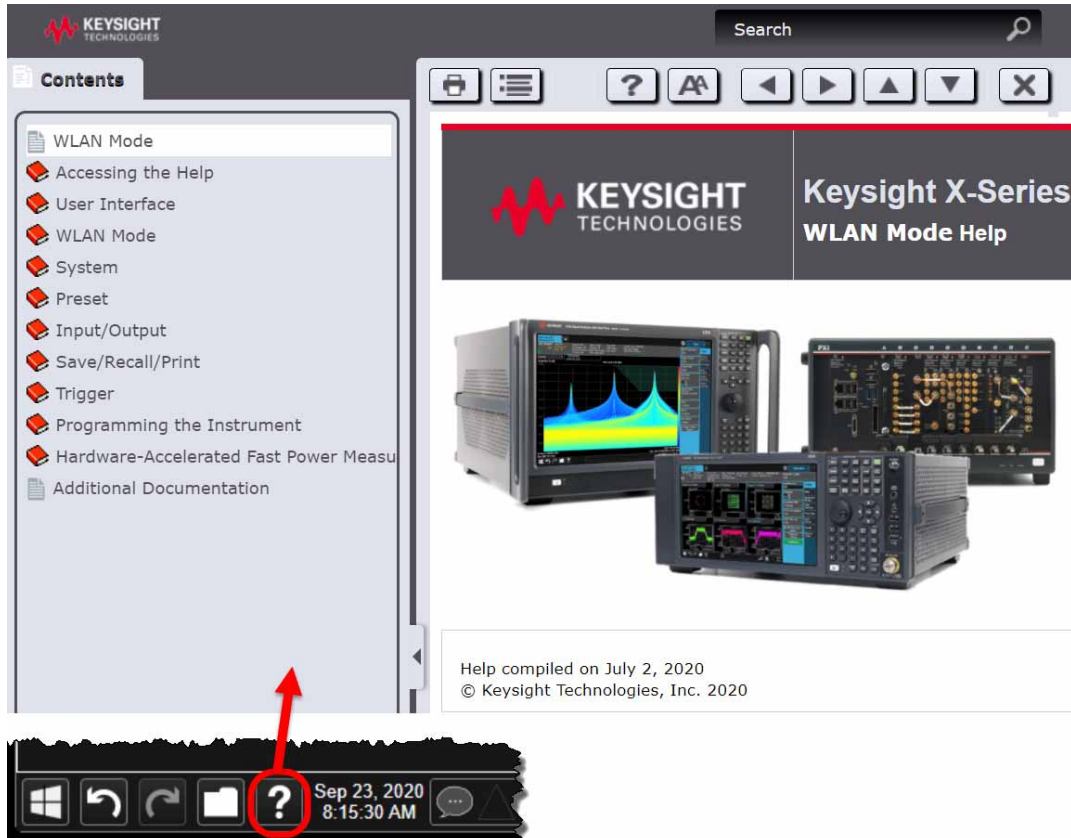 KEYSIGHT
TECHNOLOGIES
Search
Contents
?
AA
WLAN Mode
Accessing the Help
User Interface
WLAN Mode
System
Preset
Input/Output
Save/Recall/Print
Trigger
Programming the Instrument
Hardware-Accelerated Fast Power Measu
Additional Documentation
KEYSIGHT
TECHNOLOGIES
Keysight X-Series
WLAN Mode Help
PXI
Help compiled on July 2, 2020
© Keysight Technologies, Inc. 2020
?
Sep 23, 2020
8:15:30 AM